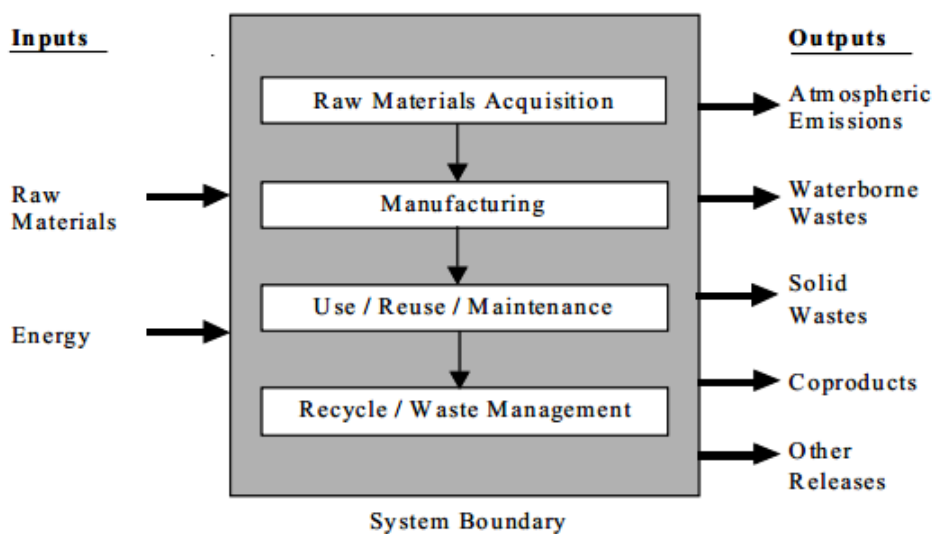 Inputs
Outputs
Raw Materials Acquisition
Manufacturing
Use / Reuse / Maintenance
Recycle / Waste Management
Raw
Materials
Energy
Atmospheric
Emissions
Waterborne
Wastes
Solid
Wastes
Coproducts
Other
Releases
System Boundary